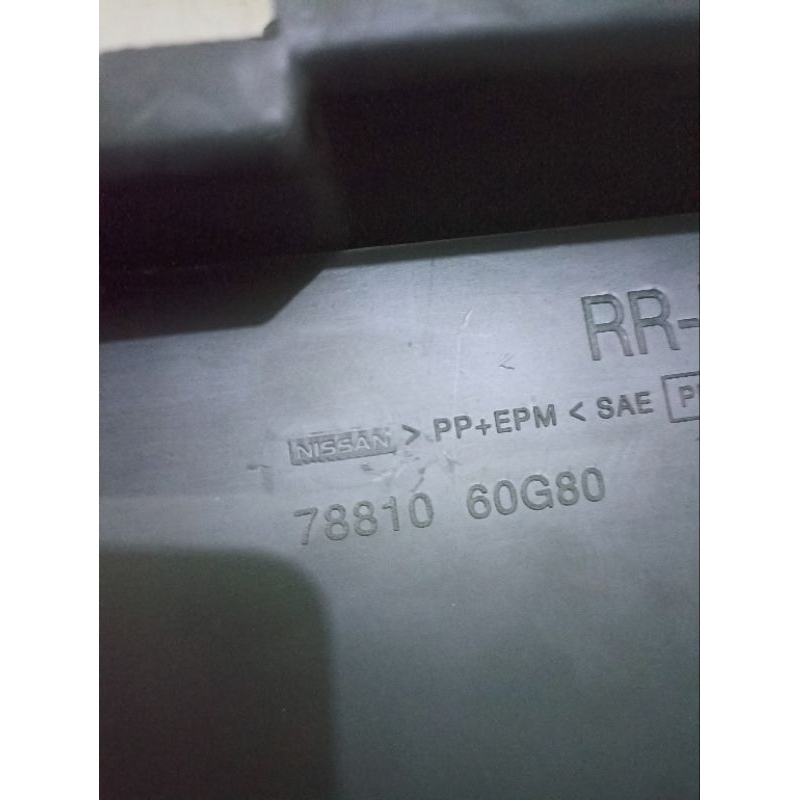 RR-
NISSAN > PP+EPM < SAE
78810 60G80